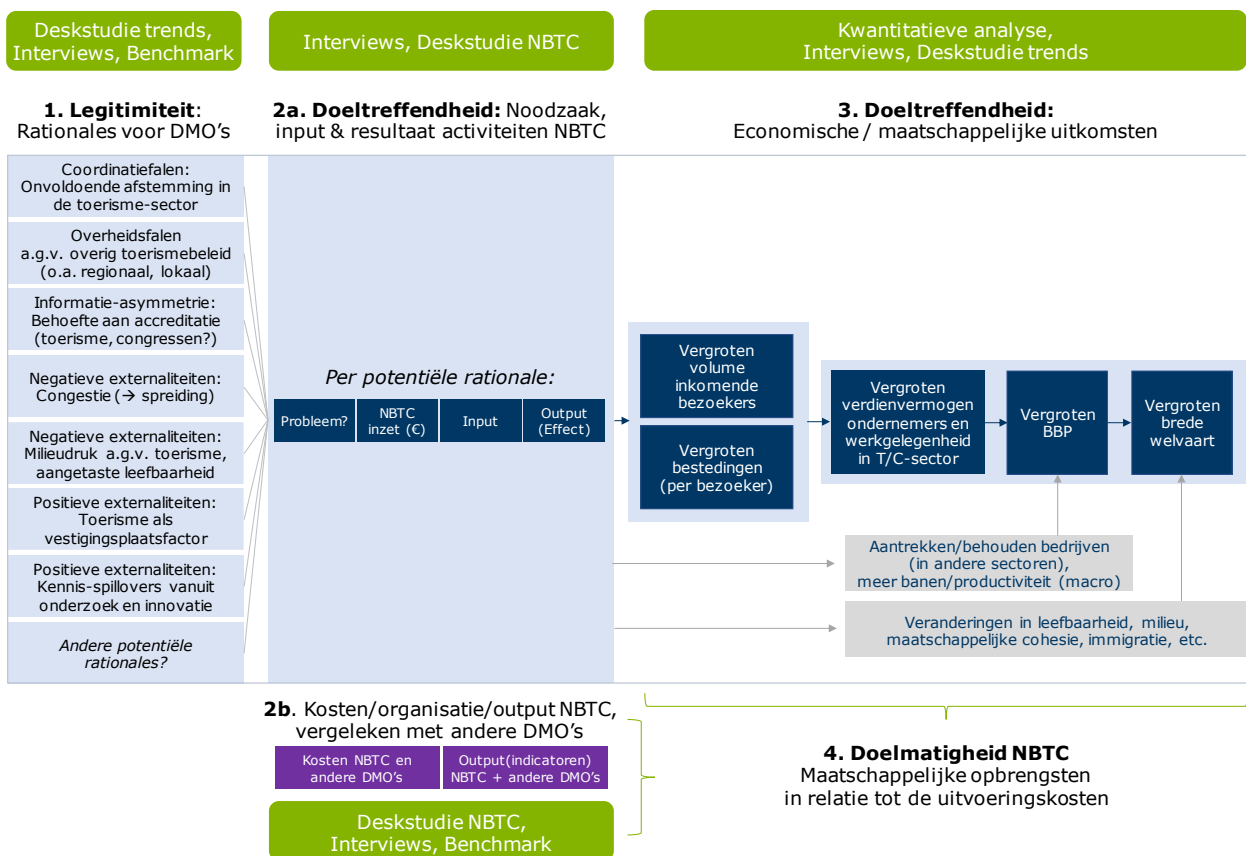 Deskstudie trends,
Interviews, Benchmark
Interviews, Deskstudie NBTC
Kwantitatieve analyse,
Interviews, Deskstudie trends
1. Legitimiteit:
Rationales voor DMO's
2a. Doeltreffendheid: Noodzaak,
input & resultaat activiteiten NBTC
3. Doeltreffendheid:
Economische / maatschappelijke uitkomsten
Coordinatiefalen:
Onvoldoende afstemming in
de toerisme-sector
Overheidsfalen
a.g.v. overig toerismebeleid
(o.a. regionaal, lokaal)
Informatie-asymmetrie:
Behoefte aan accreditatie
(toerisme, congressen?)
Negatieve externaliteiten:
Congestie (→ spreiding)
Negatieve externaliteiten:
Milieudruk a.g.v. toerisme,
aangetaste leefbaarheid
Positieve externaliteiten:
Toerisme als
vestigingsplaatsfactor
Positieve externaliteiten:
Kennis-spillovers vanuit
onderzoek en innovatie
Andere potentiële
rationales?
Per potentiële rationale:
Probleem?
NBTC
inzet (€)
Input
Output
(Effect)
Vergroten
volume
inkomende
bezoekers
Vergroten
bestedingen
(per bezoeker)
Vergroten
verdienvermogen
ondernemers en
werkgelegenheid
in T/C-sector
Vergroten
BBP
Vergroten
brede
welvaart
Aantrekken/behouden bedrijven
(in andere sectoren),
meer banen/productiviteit (macro)
Veranderingen in leefbaarheid, milieu,
maatschappelijke cohesie, immigratie, etc.
2b. Kosten/organisatie/output NBTC,
vergeleken met andere DMO's
Kosten NBTC en
andere DMO's
Output(indicatoren)
NBTC + andere DMO's
Deskstudie NBTC,
Interviews, Benchmark
4. Doelmatigheid NBTC
Maatschappelijke opbrengsten
in relatie tot de uitvoeringskosten